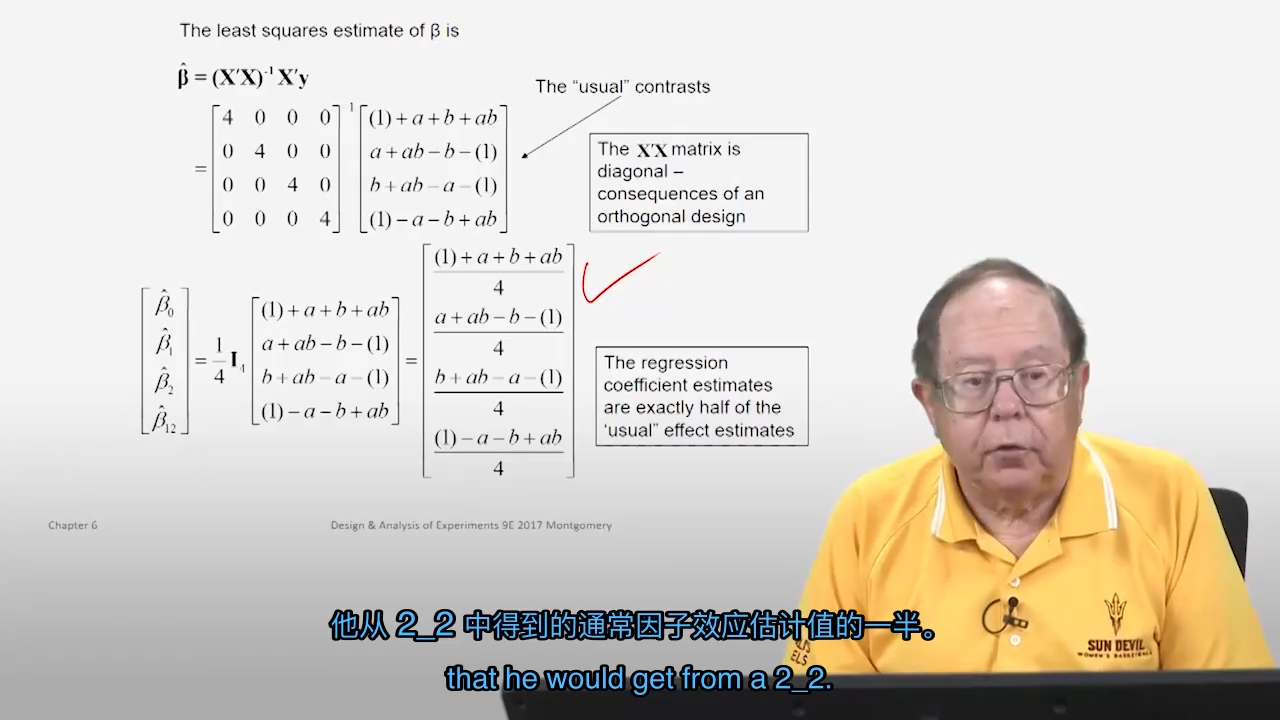 The least squares estimate of β is
β̂ = (X′X)⁻¹ X′y
The “usual” contrasts
= [4 0 0 0; 0 4 0 0; 0 0 4 0; 0 0 0 4]¹ [(1) + a + b + ab; a + ab − b − (1); b + ab − a − (1); (1) − a − b + ab]
The X′X matrix is
diagonal –
consequences of an
orthogonal design
[β̂₀; β̂₁; β̂₂; β̂₁₂] = 1/4 I₄ [(1) + a + b + ab; a + ab − b − (1); b + ab − a − (1); (1) − a − b + ab] = [(1) + a + b + ab / 4; a + ab − b − (1) / 4; b + ab − a − (1) / 4; (1) − a − b + ab / 4]
The regression
coefficient estimates
are exactly half of the
‘usual” effect estimates
Chapter 6
Design & Analysis of Experiments 9E 2017 Montgomery
SUN DEVIL
WOMEN'S BASKETBALL
ELS
他从 2_2 中得到的通常因子效应估计值的一半。
that he would get from a 2_2.